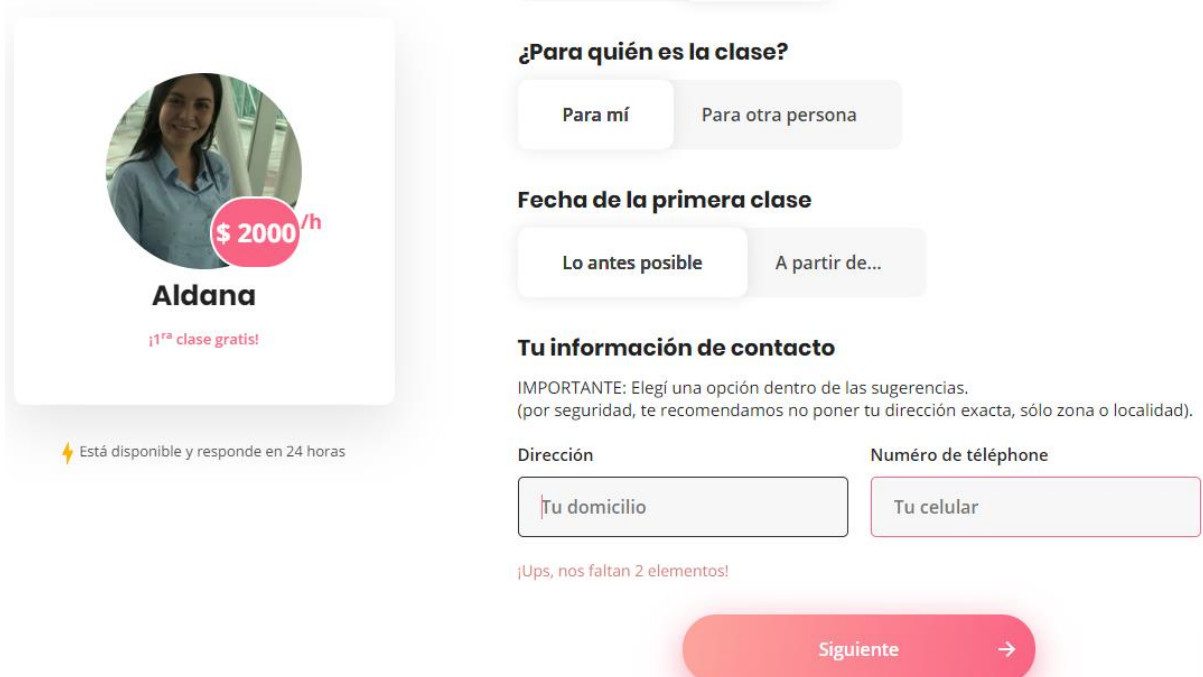 $ 2000/h
Aldana
¡1ra clase gratis!
Está disponible y responde en 24 horas
¿Para quién es la clase?
Para mí
Para otra persona
Fecha de la primera clase
Lo antes posible
A partir de...
Tu información de contacto
IMPORTANTE: Elegí una opción dentro de las sugerencias.
(por seguridad, te recomendamos no poner tu dirección exacta, sólo zona o localidad).
Dirección
Numéro de téléphone
Tu domicilio
Tu celular
¡Ups, nos faltan 2 elementos!
Siguiente